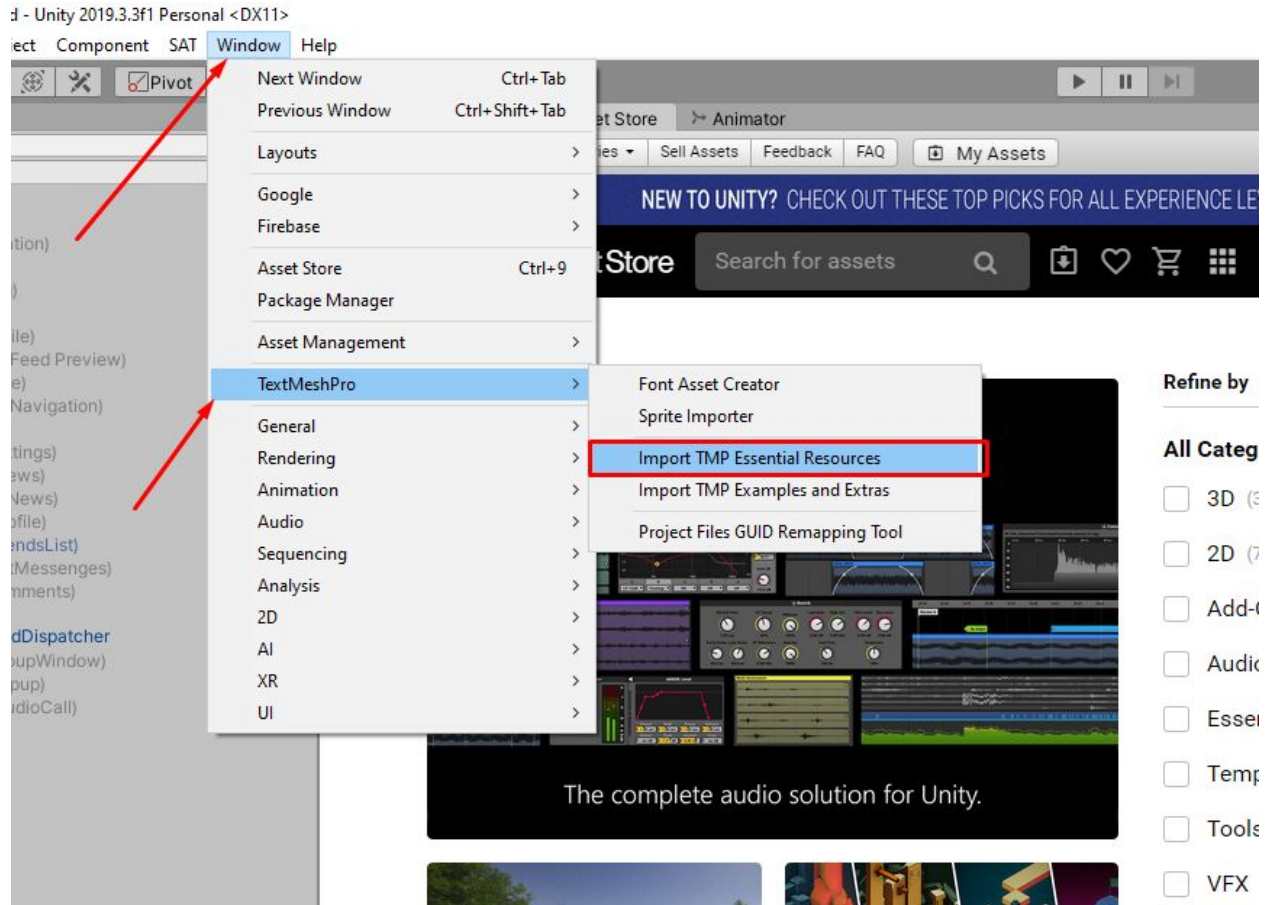 d - Unity 2019.3.3f1 Personal <DX11>
ect Component SAT Window Help
Pivot
Next Window Ctrl+Tab
Previous Window Ctrl+Shift+Tab
Layouts
Google
Firebase
Asset Store Ctrl+9
Package Manager
Asset Management
TextMeshPro
General
Rendering
Animation
Audio
Sequencing
Analysis
2D
AI
XR
UI
Font Asset Creator
Sprite Importer
Import TMP Essential Resources
Import TMP Examples and Extras
Project Files GUID Remapping Tool
et Store Animator
ies Sell Assets Feedback FAQ My Assets
NEW TO UNITY? CHECK OUT THESE TOP PICKS FOR ALL EXPERIENCE LE
t Store Search for assets
tion)
)
ile)
Feed Preview)
e)
Navigation)
ttings)
ews)
News)
ofile)
endsList)
tMessenges)
mments)
dDispatcher
oupWindow)
pup)
udioCall)
The complete audio solution for Unity.
Refine by
All Categ
3D
2D
Add-
Audi
Esse
Temp
Tools
VFX